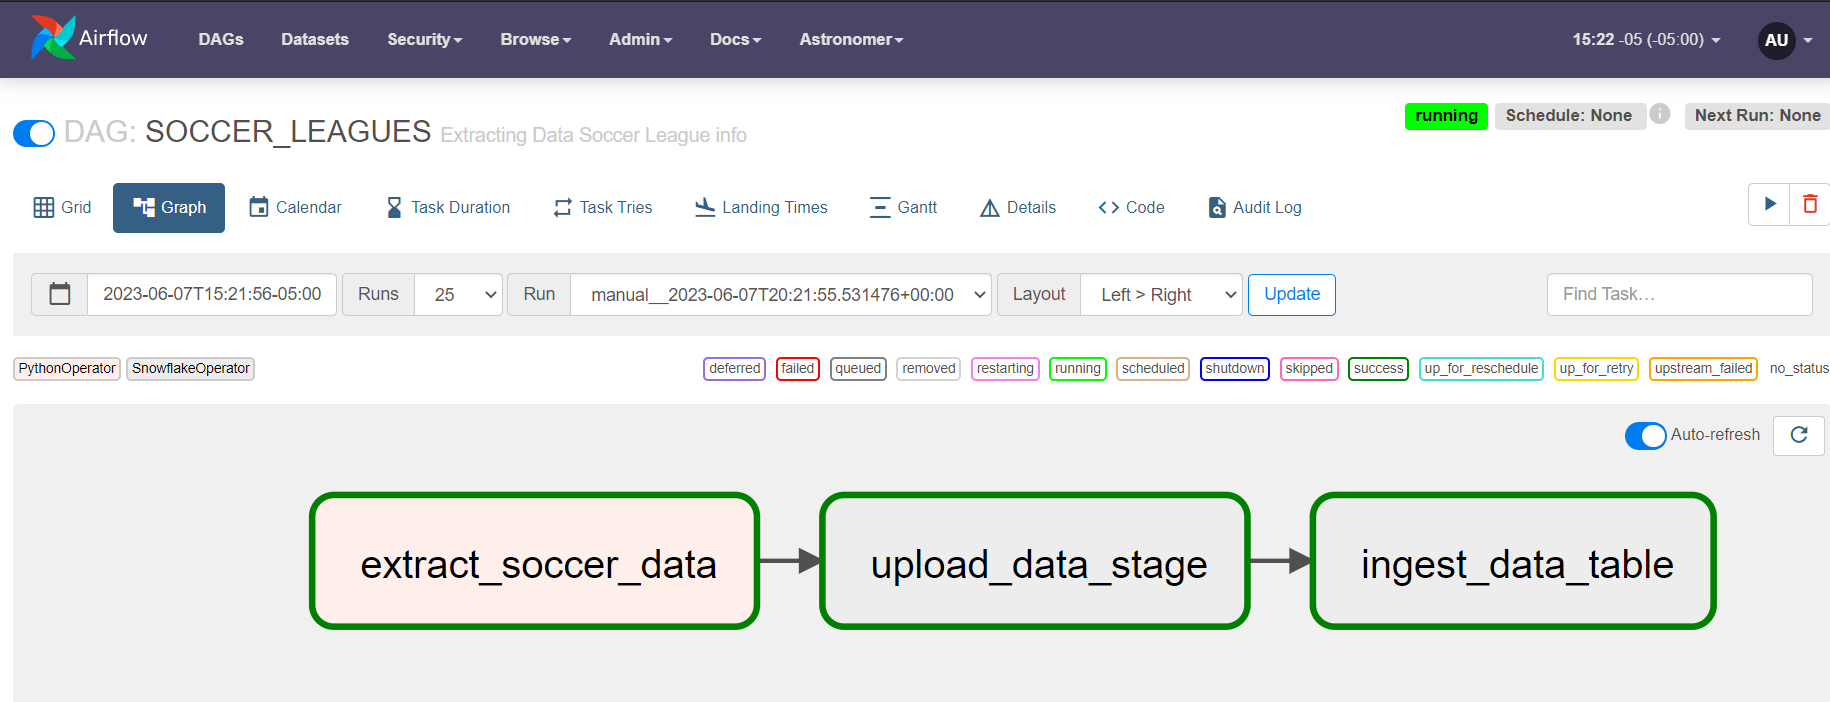 Airflow DAGs Datasets Security Browse Admin Docs Astronomer 15:22 -05 (-05:00) AU
running Schedule: None i Next Run: None
DAG: SOCCER_LEAGUES Extracting Data Soccer League info
Grid Graph Calendar Task Duration Task Tries Landing Times Gantt Details Code Audit Log
2023-06-07T15:21:56-05:00 Runs 25 Run manual__2023-06-07T20:21:55.531476+00:00 Layout Left > Right Update Find Task…
PythonOperator SnowflakeOperator deferred failed queued removed restarting running scheduled shutdown skipped success up_for_reschedule up_for_retry upstream_failed no_status
Auto-refresh
extract_soccer_data upload_data_stage ingest_data_table